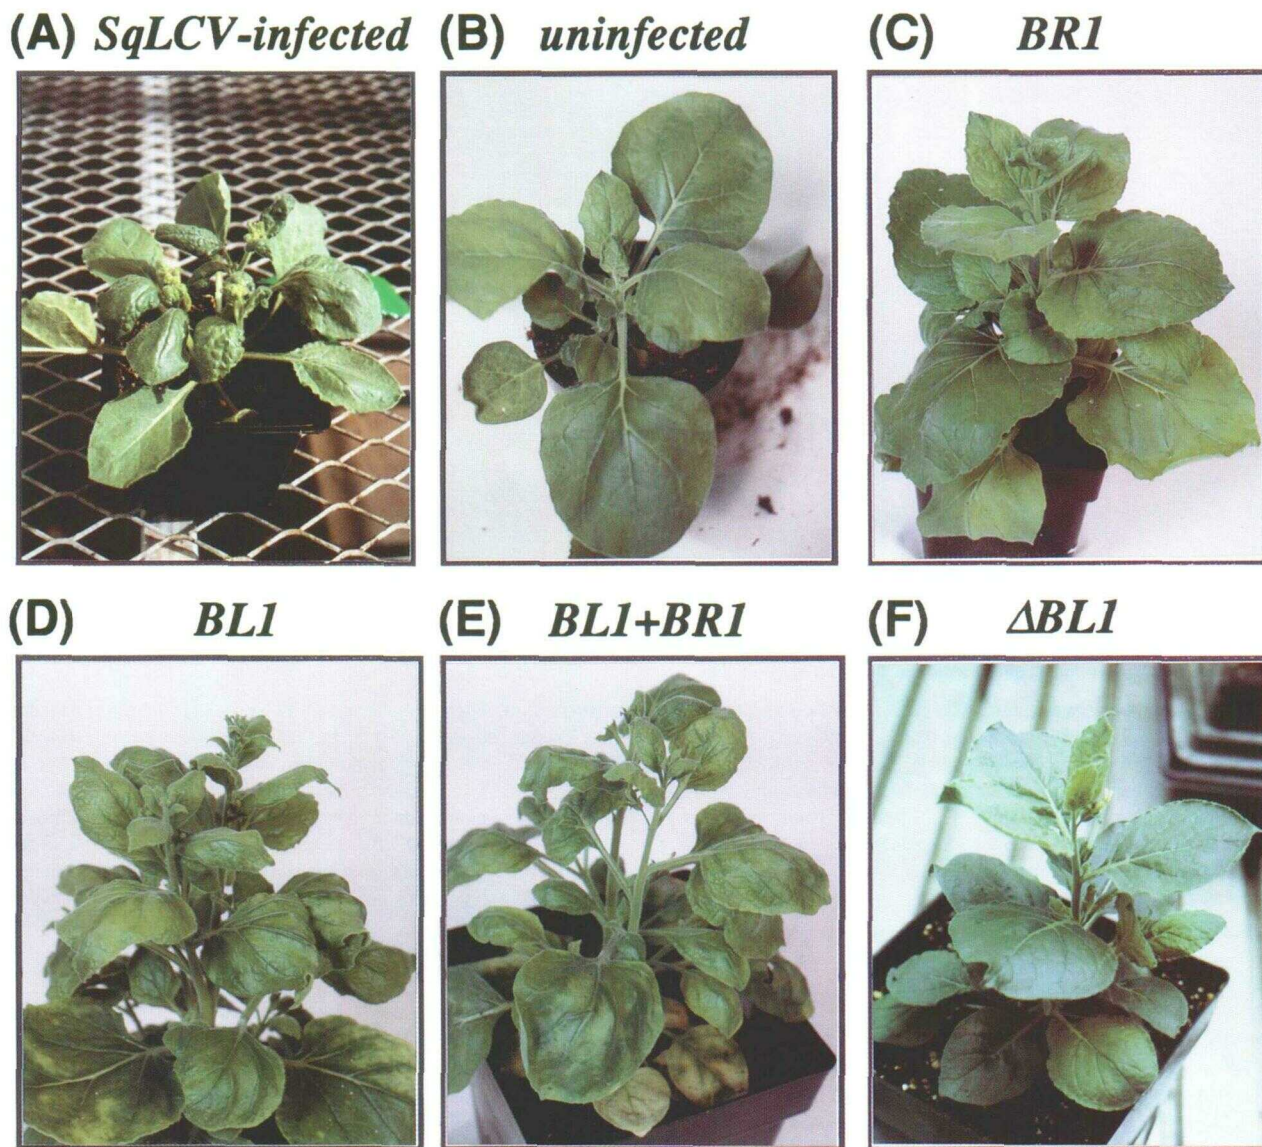 (A) SqLCV-infected
(B) uninfected
(C) BR1
(D) BL1
(E) BL1+BR1
(F) ΔBL1